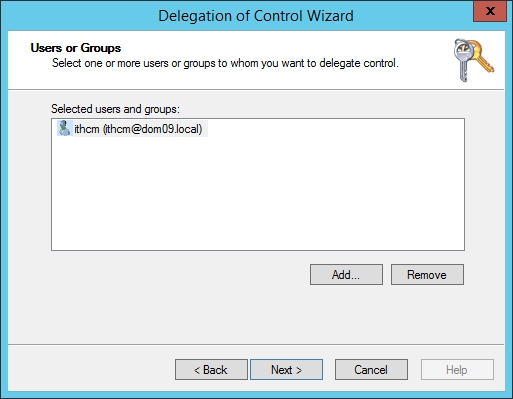 Delegation of Control Wizard
x
Users or Groups
Select one or more users or groups to whom you want to delegate control.
Selected users and groups:
ithcm (ithcm@dom09.local)
Add...
Remove
< Back
Next >
Cancel
Help